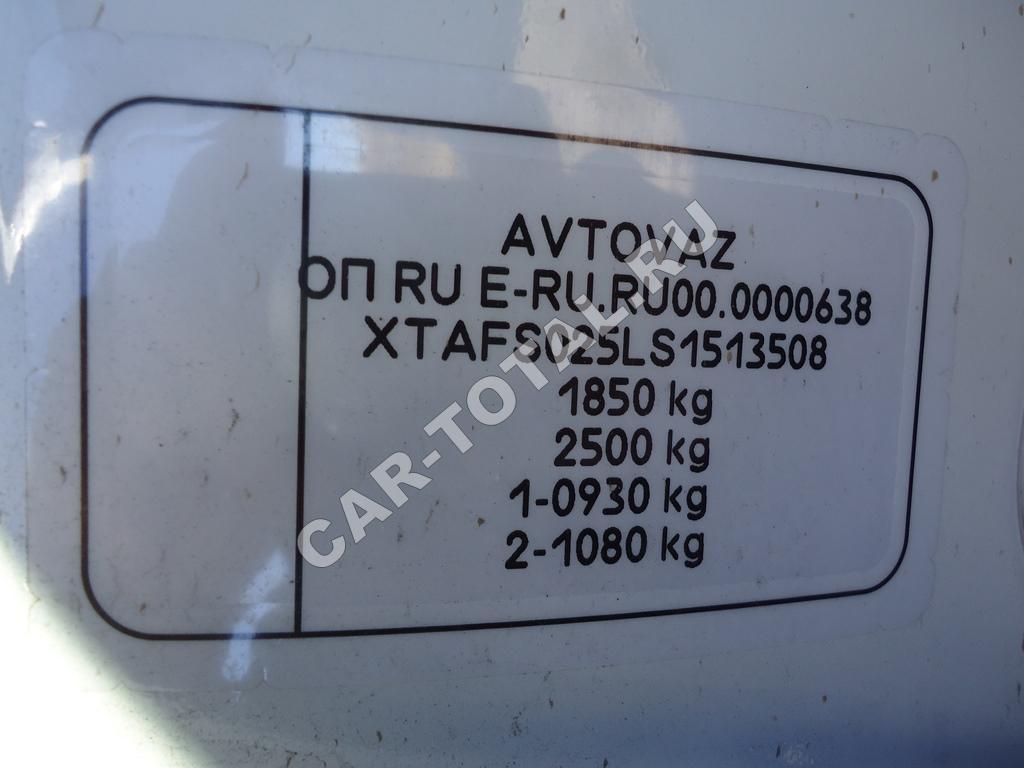 AVTOVAZ
ОП RU E-RU.RU00.0000638
XTAFS025LS1513508
1850 kg
2500 kg
1-0930 kg
2-1080 kg
CAR-TOTAL.RU